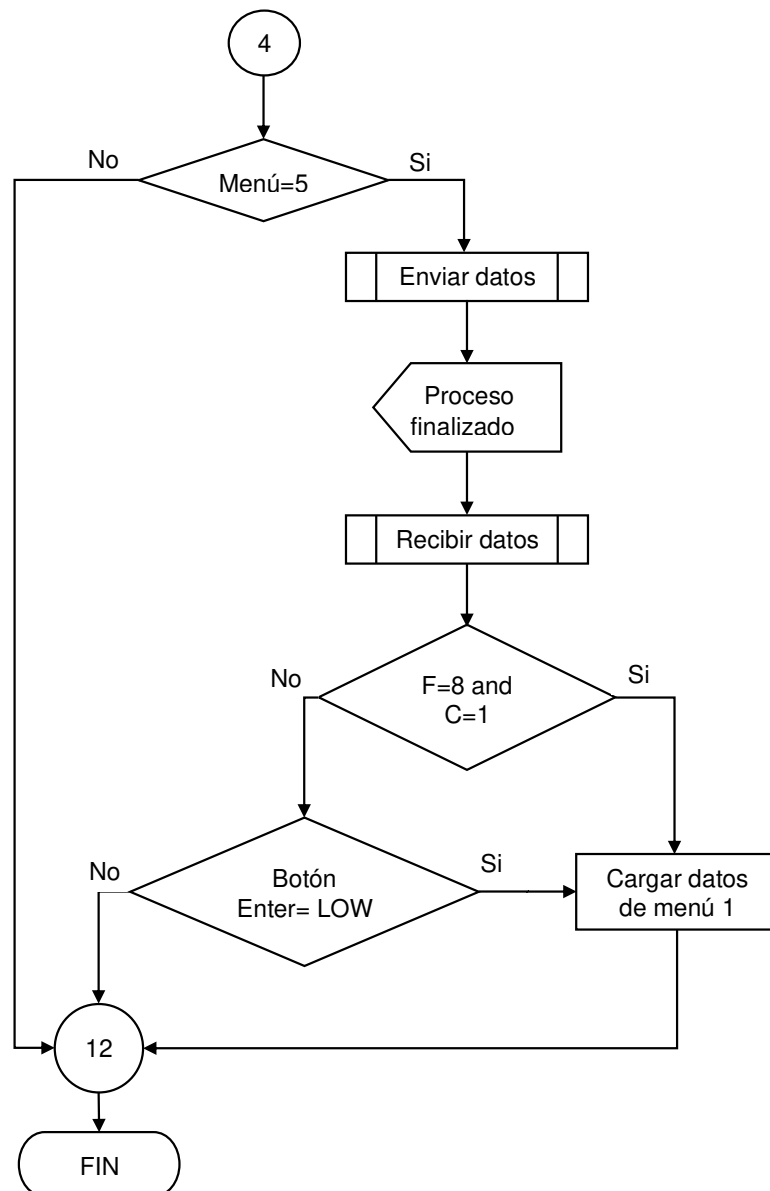 4
No
Si
Menú=5
Enviar datos
Proceso
finalizado
Recibir datos
No
Si
F=8 and
C=1
No
Si
Botón
Enter= LOW
Cargar datos
de menú 1
12
FIN